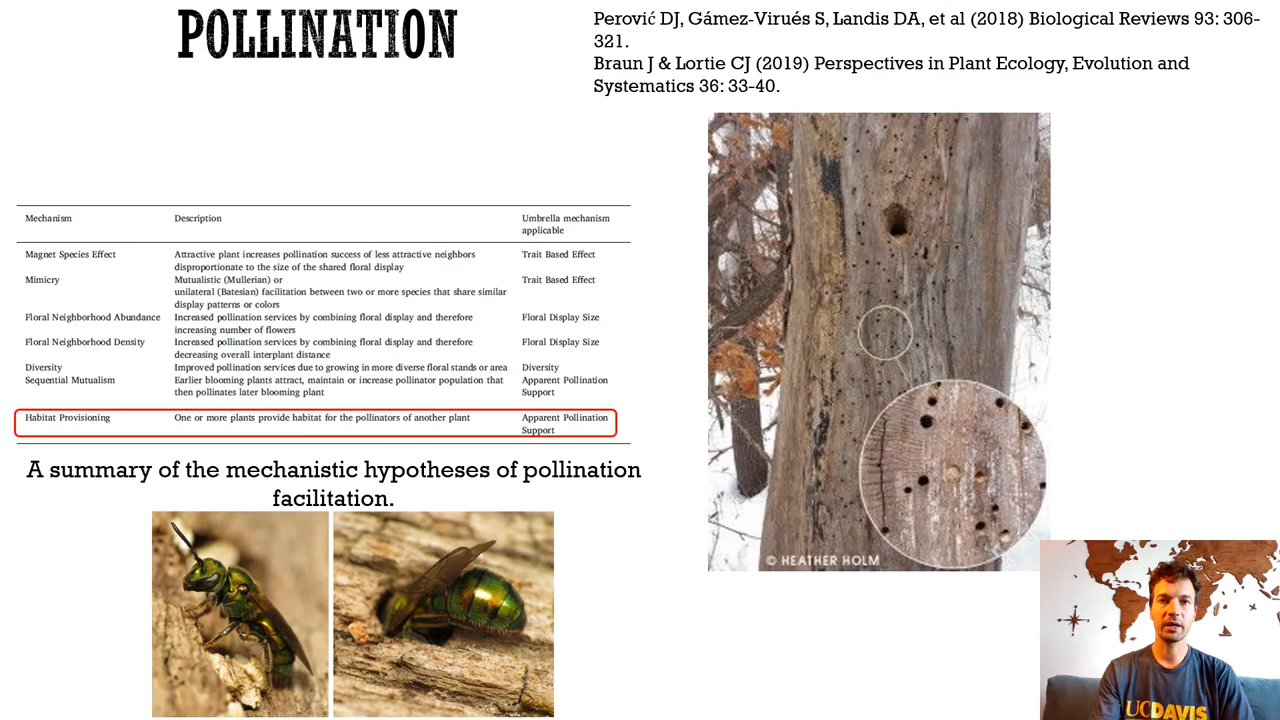 POLLINATION
Perović DJ, Gámez-Virués S, Landis DA, et al (2018) Biological Reviews 93: 306-
321.
Braun J & Lortie CJ (2019) Perspectives in Plant Ecology, Evolution and
Systematics 36: 33-40.
Mechanism Description Umbrella mechanism
applicable
Magnet Species Effect Attractive plant increases pollination success of less attractive neighbors Trait Based Effect
disproportionate to the size of the shared floral display
Mimicry Mutualistic (Mullerian) or Trait Based Effect
unilateral (Batesian) facilitation between two or more species that share similar
display patterns or colors
Floral Neighborhood Abundance Increased pollination services by combining floral display and therefore Floral Display Size
increasing number of flowers
Floral Neighborhood Density Increased pollination services by combining floral display and therefore Floral Display Size
decreasing overall interplant distance
Diversity Improved pollination services due to growing in more diverse floral stands or area Diversity
Sequential Mutualism Earlier blooming plants attract, maintain or increase pollinator population that Apparent Pollination
then pollinates later blooming plant Support
Habitat Provisioning One or more plants provide habitat for the pollinators of another plant Apparent Pollination
Support
A summary of the mechanistic hypotheses of pollination
facilitation.
© HEATHER HOLM
UCDAVIS